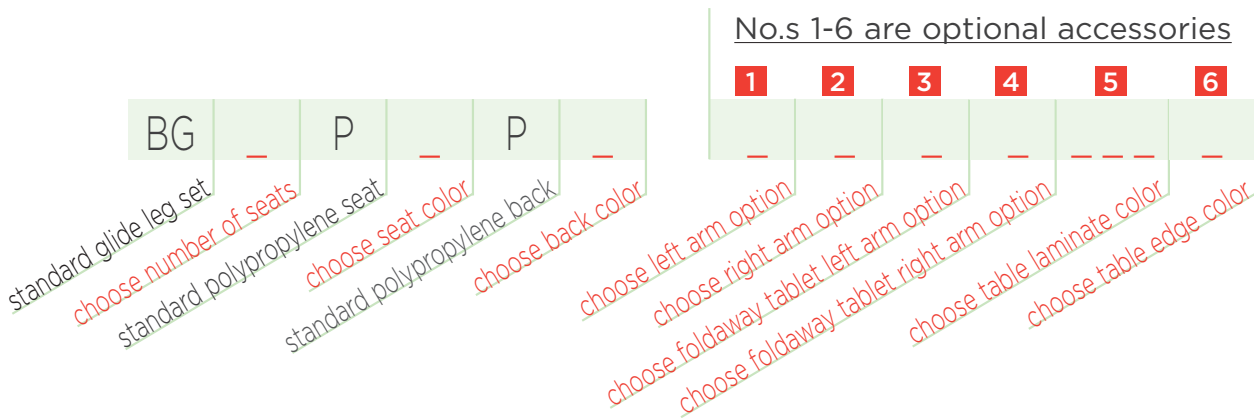 No.s 1-6 are optional accessories
1 2 3 4 5 6
BG _ P _ P _ _ _ _ _ _ _ _ _
standard glide leg set
choose number of seats
standard polypropylene seat
choose seat color
standard polypropylene back
choose back color
choose left arm option
choose right arm option
choose foldaway tablet left arm option
choose foldaway tablet right arm option
choose table laminate color
choose table edge color